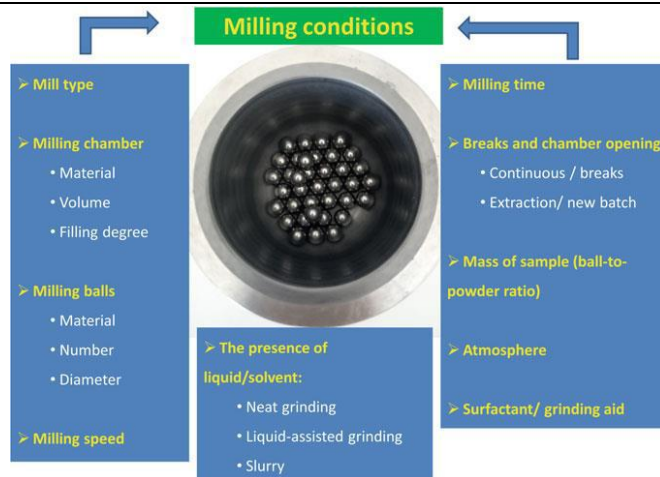 Milling conditions
➢ Mill type
➢ Milling chamber
• Material
• Volume
• Filling degree
➢ Milling balls
• Material
• Number
• Diameter
➢ Milling speed
➢ The presence of
liquid/solvent:
• Neat grinding
• Liquid-assisted grinding
• Slurry
➢ Milling time
➢ Breaks and chamber opening
• Continuous / breaks
• Extraction/ new batch
➢ Mass of sample (ball-to-
powder ratio)
➢ Atmosphere
➢ Surfactant/ grinding aid